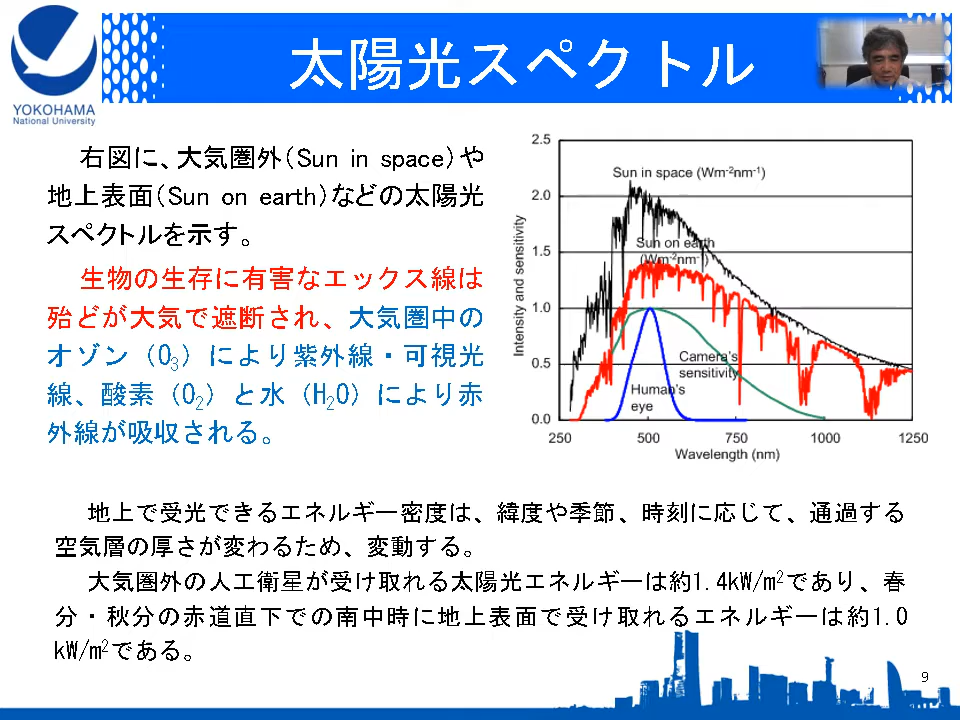 太陽光スペクトル
YOKOHAMA
National University
右図に、大気圏外（Sun in space）や
地上表面（Sun on earth）などの太陽光
スペクトルを示す。
生物の生存に有害なエックス線は
殆どが大気で遮断され、大気圏中の
オゾン（O₃）により紫外線・可視光
線、酸素（O₂）と水（H₂O）により赤
外線が吸収される。
2.5
2.0
1.5
1.0
0.5
0.0
Intensity and sensitivity
Sun in space (Wm⁻²nm⁻¹)
Sun on earth
(Wm⁻²nm⁻¹)
Camera's
sensitivity
Human's
eye
250 500 750 1000 1250
Wavelength (nm)
地上で受光できるエネルギー密度は、緯度や季節、時刻に応じて、通過する
空気層の厚さが変わるため、変動する。
大気圏外の人工衛星が受け取れる太陽光エネルギーは約1.4kW/m²であり、春
分・秋分の赤道直下での南中時に地上表面で受け取れるエネルギーは約1.0
kW/m²である。
9